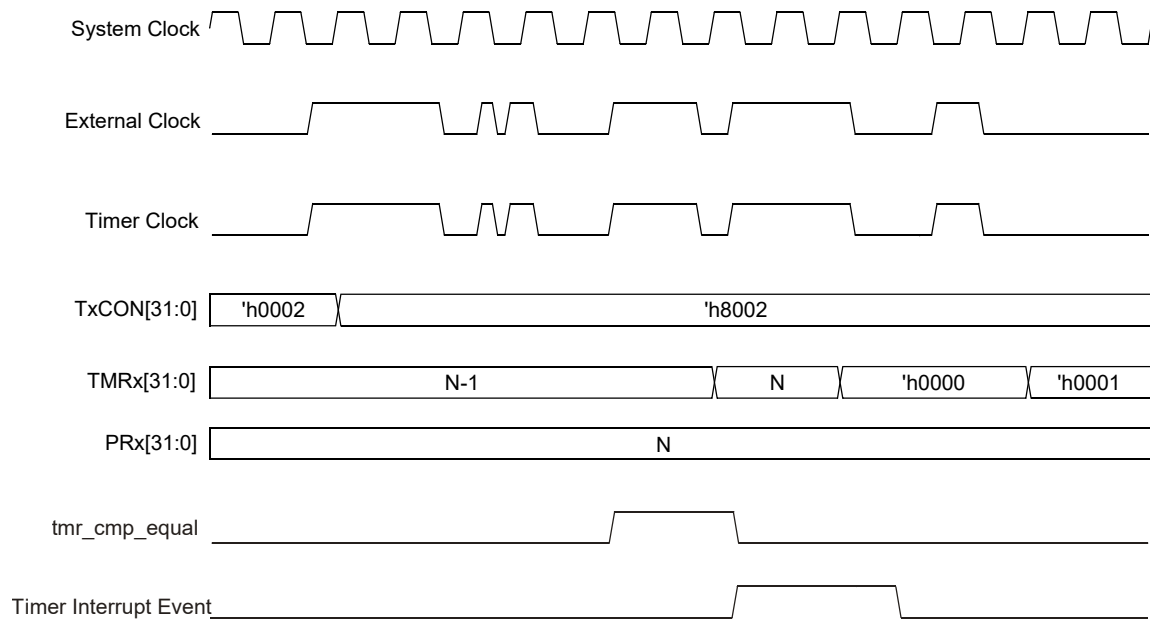 System Clock
External Clock
Timer Clock
TxCON[31:0] 'h0002 'h8002
TMRx[31:0] N-1 N 'h0000 'h0001
PRx[31:0] N
tmr_cmp_equal
Timer Interrupt Event